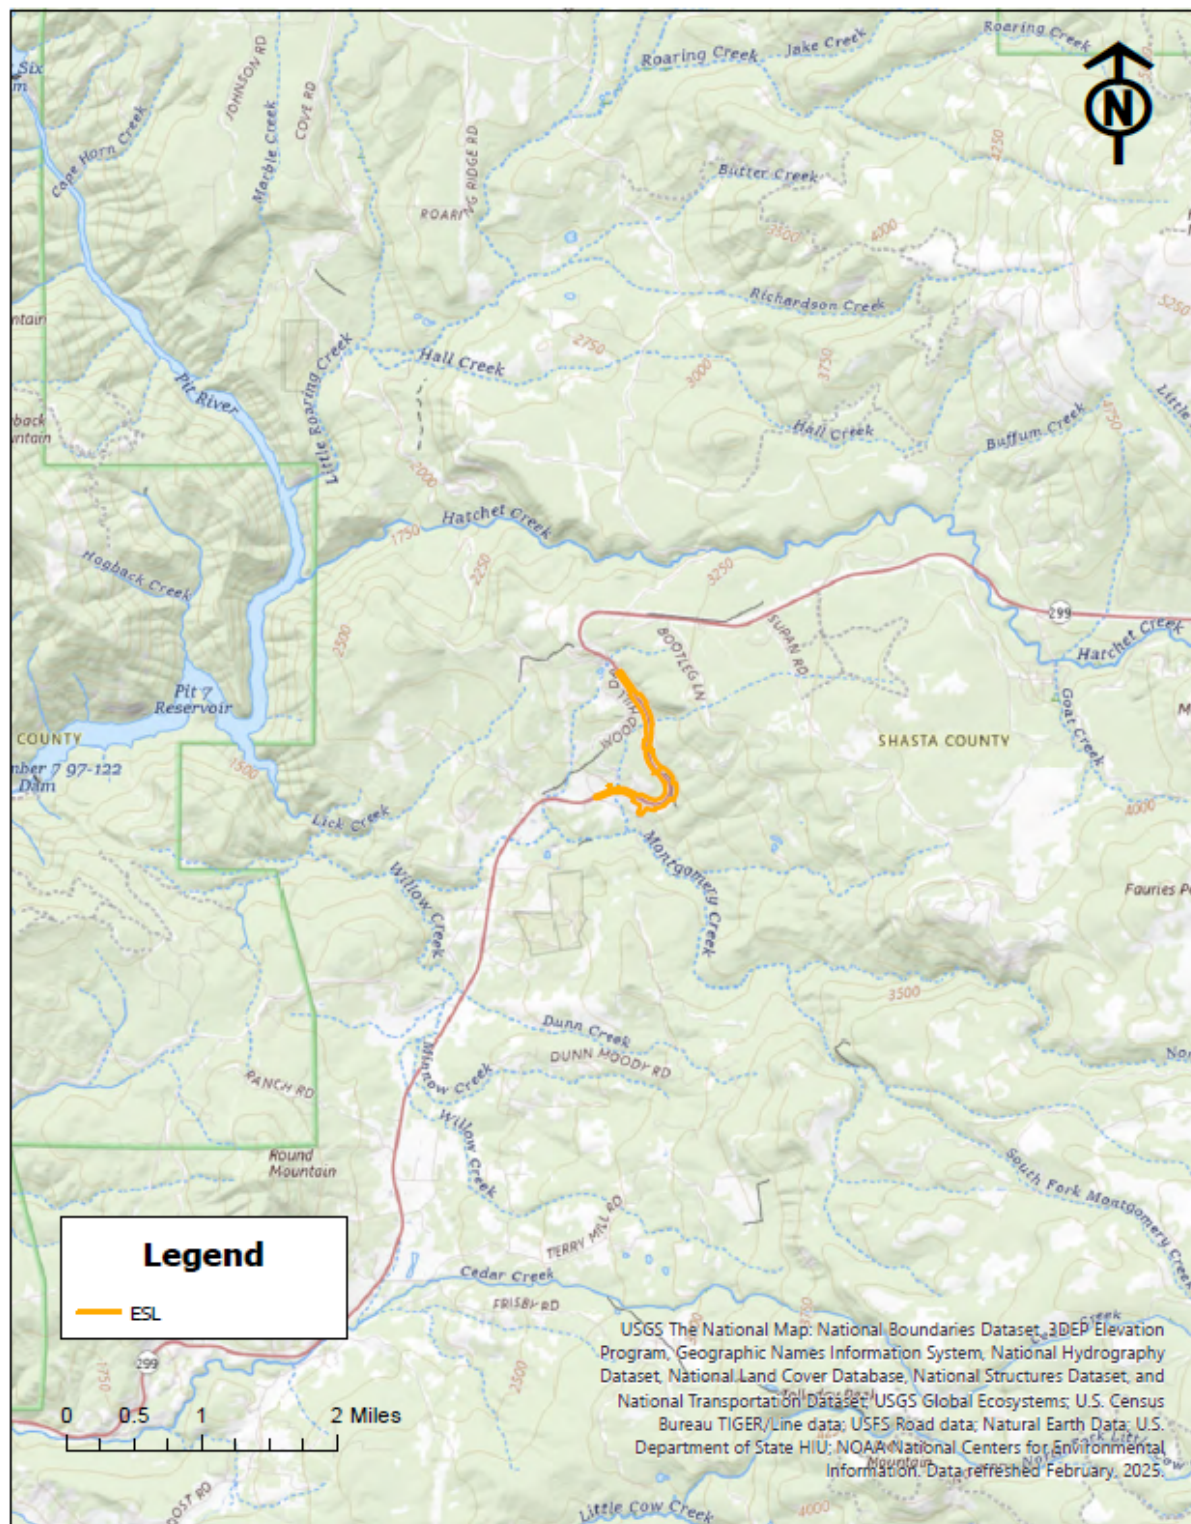 Roaring Creek
Jake Creek
Roaring Creek
N
Six
JOHNSON RD
COVE RD
Marble Creek
Cape Horn Creek
ROARING RIDGE RD
Butter Creek
4250
3500
4000
Richardson Creek
5250
2750
Hall Creek
3000
3750
Little
Little Roaring Creek
Pit River
Hall Creek
4750
Buffum Creek
2000
Hatchet Creek
1750
2250
3250
Hogback Creek
2500
299
BOOTLEG LN
SUPAN RD
Hatchet Creek
Pit 7
Reservoir
Goat Creek
COUNTY
SHASTA COUNTY
mber 7 97-122
Dam
1500
Lick Creek
4000
Montgomery Creek
Willow Creek
3500
Dunn Creek
DUNN MOODY RD
Minnow Creek
RANCH RD
Willow Creek
Round
Mountain
South Fork Montgomery Creek
TERRY MILL RD
Legend
ESL
Cedar Creek
FRISBY RD
299
1750
2500
3750
USGS The National Map: National Boundaries Dataset, 3DEP Elevation
Program, Geographic Names Information System, National Hydrography
Dataset, National Land Cover Database, National Structures Dataset, and
National Transportation Dataset; USGS Global Ecosystems; U.S. Census
Bureau TIGER/Line data; USFS Road data; Natural Earth Data; U.S.
Department of State HIU; NOAA National Centers for Environmental
Information. Data refreshed February, 2025.
0 0.5 1 2 Miles
Little Cow Creek
4000